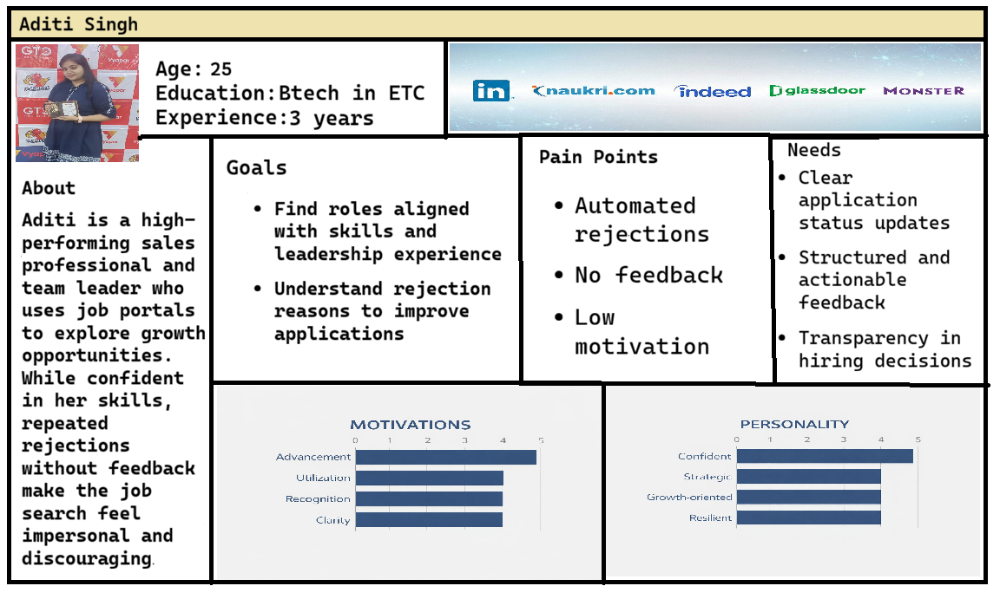 Aditi Singh
GTO
Vyapar
Vyapar
GTO
Vyapar
Age: 25
Education:Btech in ETC
Experience:3 years
in
naukri.com
indeed
glassdoor
MONSTER
About
Aditi is a high-
performing sales
professional and
team leader who
uses job portals
to explore growth
opportunities.
While confident
in her skills,
repeated
rejections
without feedback
make the job
search feel
impersonal and
discouraging.
Goals
• Find roles aligned
with skills and
leadership experience
• Understand rejection
reasons to improve
applications
Pain Points
• Automated
rejections
• No feedback
• Low
motivation
Needs
• Clear
application
status updates
• Structured and
actionable
feedback
• Transparency in
hiring decisions
MOTIVATIONS
0 1 2 3 4 5
Advancement
Utilization
Recognition
Clarity
PERSONALITY
0 1 2 3 4 5
Confident
Strategic
Growth-oriented
Resilient